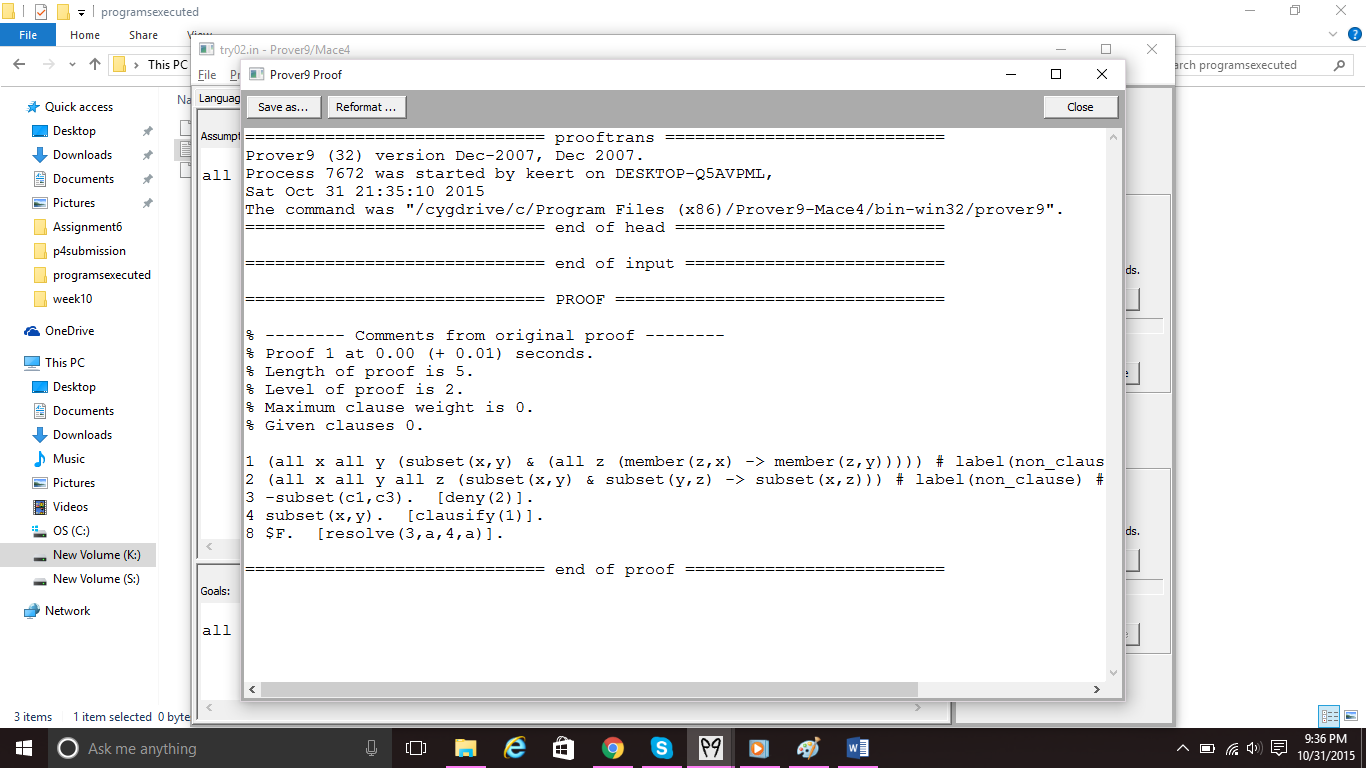 programsexecuted
File
Home
Share
View
This PC
programsexecuted
Quick access
Desktop
Downloads
Documents
Pictures
Assignment6
p4submission
programsexecuted
week10
OneDrive
This PC
Desktop
Documents
Downloads
Music
Pictures
Videos
OS (C:)
New Volume (K:)
New Volume (S:)
Network
3 items 1 item selected 0 byte
try02.in - Prover9/Mace4
File
Languag
Assumpt
all
Goals:
all
ds.
ds.
Prover9 Proof
Save as... Reformat ... Close
============================== prooftrans ============================
Prover9 (32) version Dec-2007, Dec 2007.
Process 7672 was started by keert on DESKTOP-Q5AVPML,
Sat Oct 31 21:35:10 2015
The command was "/cygdrive/c/Program Files (x86)/Prover9-Mace4/bin-win32/prover9".
============================== end of head ===========================
============================== end of input ==========================
============================== PROOF =================================
% -------- Comments from original proof --------
% Proof 1 at 0.00 (+ 0.01) seconds.
% Length of proof is 5.
% Level of proof is 2.
% Maximum clause weight is 0.
% Given clauses 0.
1 (all x all y (subset(x,y) & (all z (member(z,x) -> member(z,y))))) # label(non_claus
2 (all x all y all z (subset(x,y) & subset(y,z) -> subset(x,z))) # label(non_clause) #
3 -subset(c1,c3). [deny(2)].
4 subset(x,y). [clausify(1)].
8 $F. [resolve(3,a,4,a)].
============================== end of proof ==========================
Ask me anything
9:36 PM
10/31/2015